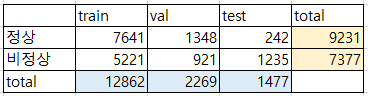 train val test total
정상 7641 1348 242 9231
비정상 5221 921 1235 7377
total 12862 2269 1477